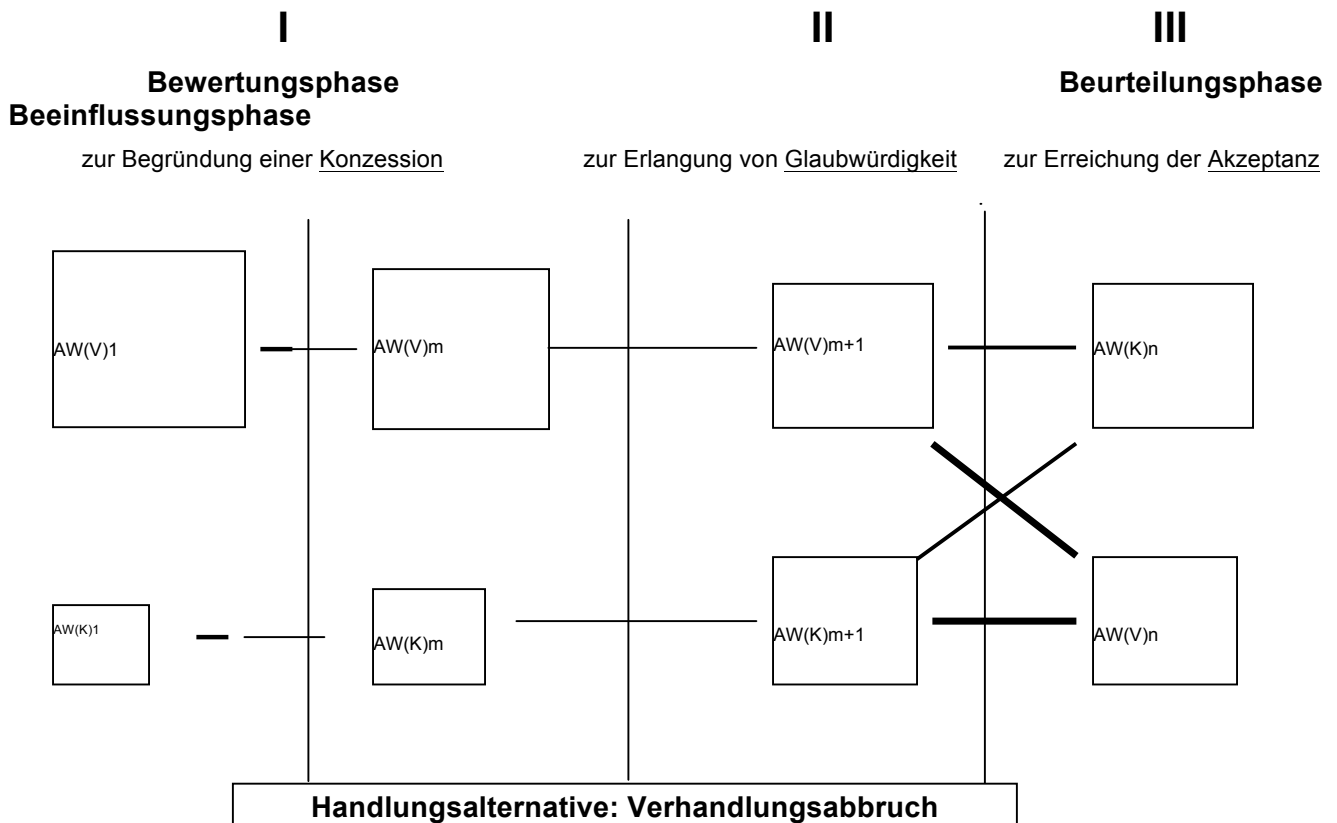 I II III
Bewertungsphase Beurteilungsphase
Beeinflussungsphase
zur Begründung einer Konzession zur Erlangung von Glaubwürdigkeit zur Erreichung der Akzeptanz
.
AW(V)1 AW(V)m AW(V)m+1 AW(K)n
AW(K)1 AW(K)m AW(K)m+1 AW(V)n
Handlungsalternative: Verhandlungsabbruch